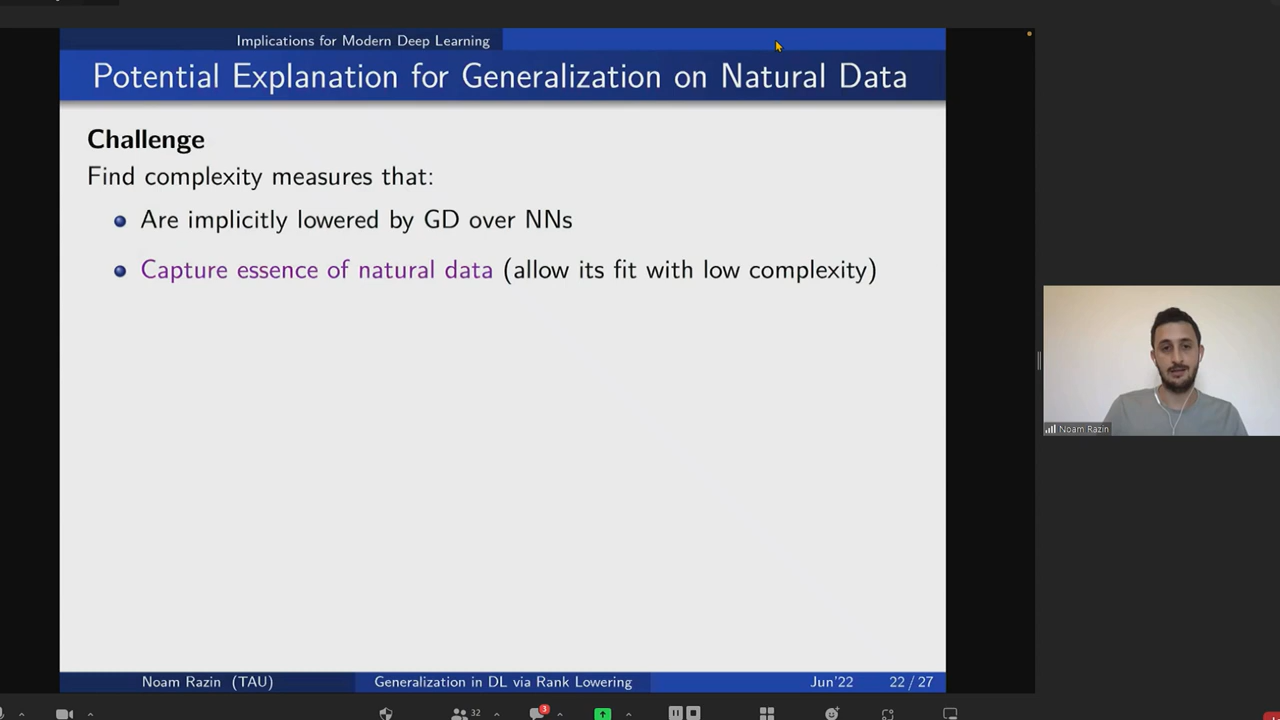 Implications for Modern Deep Learning
Potential Explanation for Generalization on Natural Data
Challenge
Find complexity measures that:
Are implicitly lowered by GD over NNs
Capture essence of natural data (allow its fit with low complexity)
Noam Razin
Noam Razin (TAU)
Generalization in DL via Rank Lowering
Jun'22
22 / 27
32
3